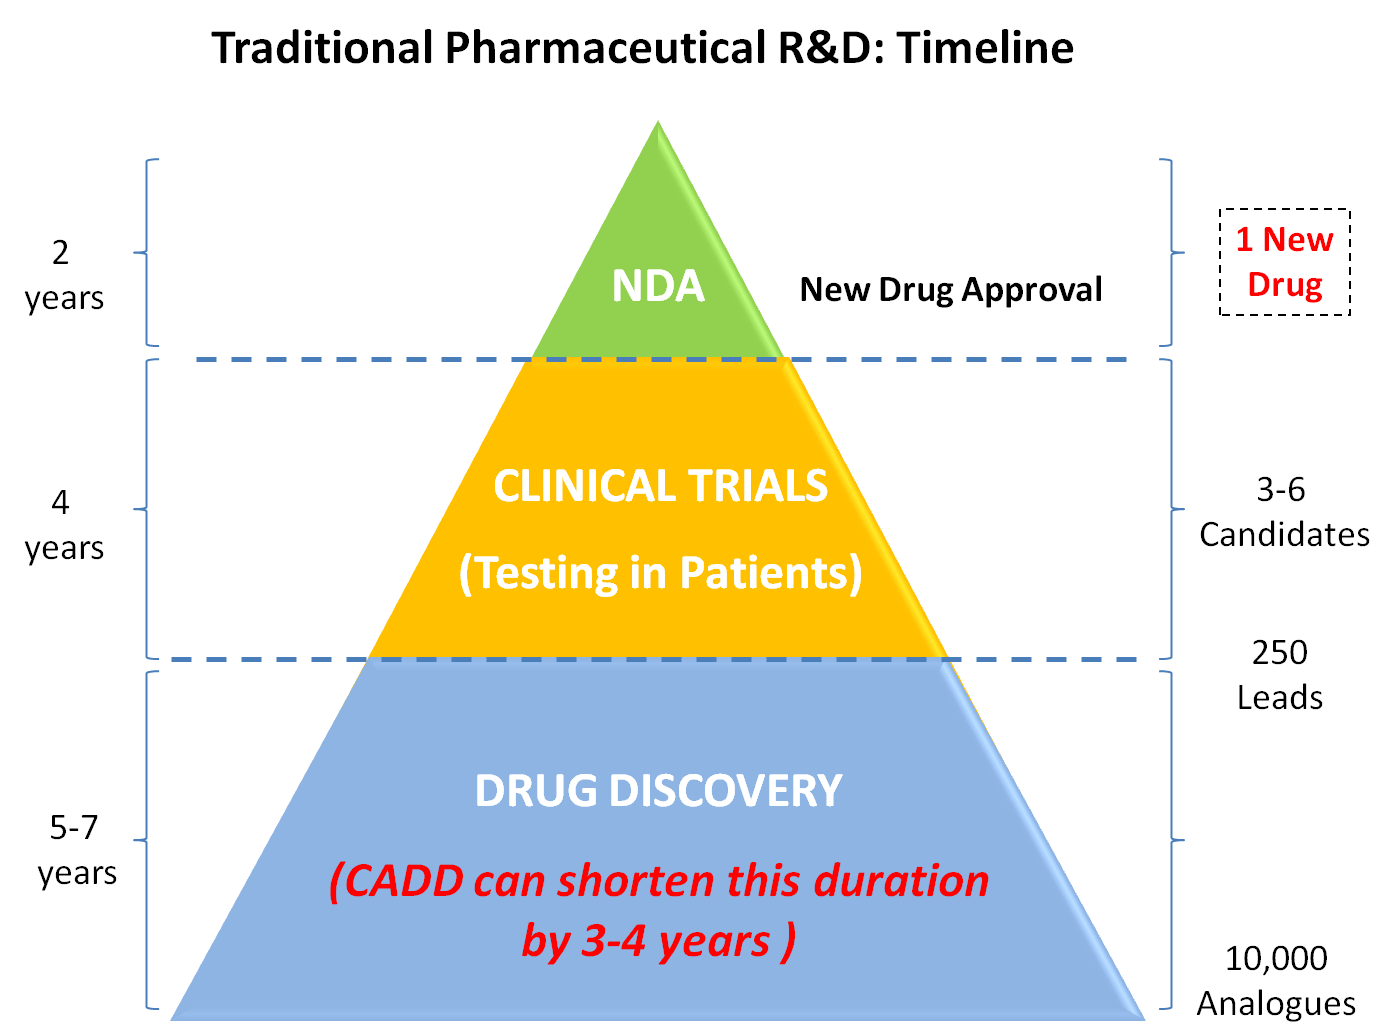 Traditional Pharmaceutical R&D: Timeline
2
years
NDA
New Drug Approval
1 New
Drug
4
years
CLINICAL TRIALS
(Testing in Patients)
3-6
Candidates
250
Leads
5-7
years
DRUG DISCOVERY
(CADD can shorten this duration
by 3-4 years )
10,000
Analogues